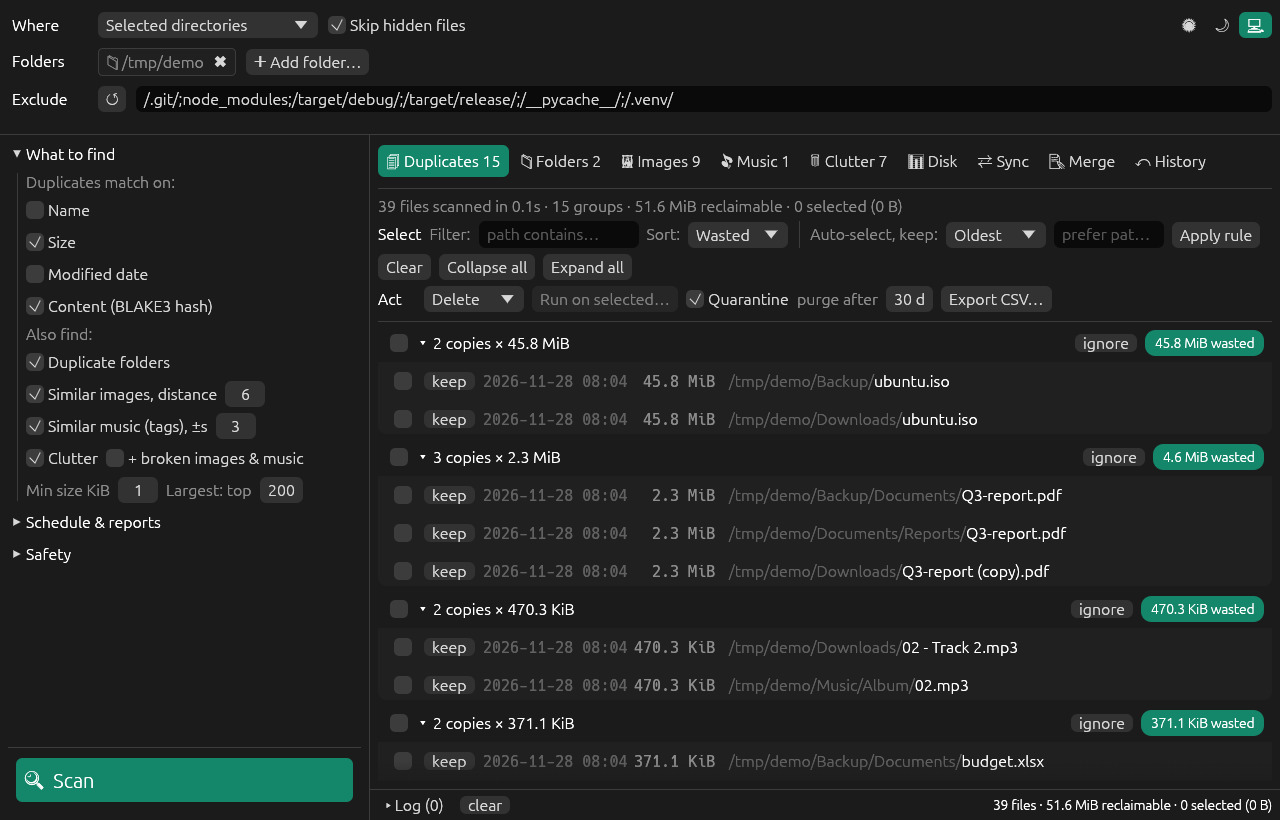 Where Selected directories Skip hidden files
Folders /tmp/demo ✖ + Add folder…
Exclude /.git/;node_modules;/target/debug/;/target/release/;/__pycache__/;/.venv/
What to find
Duplicates match on:
Name
Size
Modified date
Content (BLAKE3 hash)
Also find:
Duplicate folders
Similar images, distance 6
Similar music (tags), ±s 3
Clutter + broken images & music
Min size KiB 1 Largest: top 200
Schedule & reports
Safety
Scan
Duplicates 15 Folders 2 Images 9 Music 1 Clutter 7 Disk Sync Merge History
39 files scanned in 0.1s · 15 groups · 51.6 MiB reclaimable · 0 selected (0 B)
Select Filter: path contains… Sort: Wasted Auto-select, keep: Oldest prefer pat… Apply rule
Clear Collapse all Expand all
Act Delete Run on selected… Quarantine purge after 30 d Export CSV…
2 copies × 45.8 MiB ignore 45.8 MiB wasted
keep 2026-11-28 08:04 45.8 MiB /tmp/demo/Backup/ubuntu.iso
keep 2026-11-28 08:04 45.8 MiB /tmp/demo/Downloads/ubuntu.iso
3 copies × 2.3 MiB ignore 4.6 MiB wasted
keep 2026-11-28 08:04 2.3 MiB /tmp/demo/Backup/Documents/Q3-report.pdf
keep 2026-11-28 08:04 2.3 MiB /tmp/demo/Documents/Reports/Q3-report.pdf
keep 2026-11-28 08:04 2.3 MiB /tmp/demo/Downloads/Q3-report (copy).pdf
2 copies × 470.3 KiB ignore 470.3 KiB wasted
keep 2026-11-28 08:04 470.3 KiB /tmp/demo/Downloads/02 - Track 2.mp3
keep 2026-11-28 08:04 470.3 KiB /tmp/demo/Music/Album/02.mp3
2 copies × 371.1 KiB ignore 371.1 KiB wasted
keep 2026-11-28 08:04 371.1 KiB /tmp/demo/Backup/Documents/budget.xlsx
Log (0) clear 39 files · 51.6 MiB reclaimable · 0 selected (0 B)